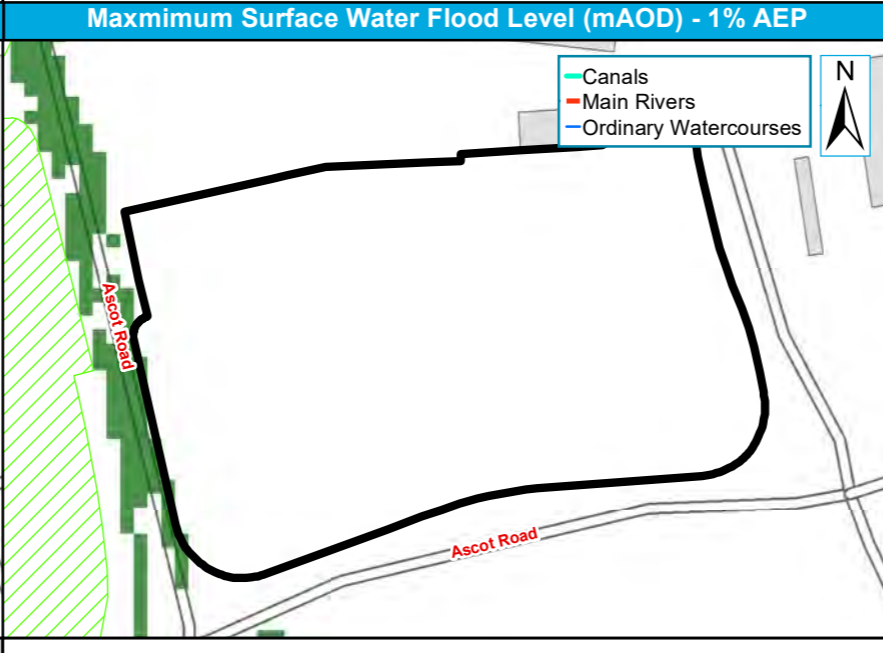 Maxmimum Surface Water Flood Level (mAOD) - 1% AEP
Canals
Main Rivers
Ordinary Watercourses
N
Ascot Road
Ascot Road